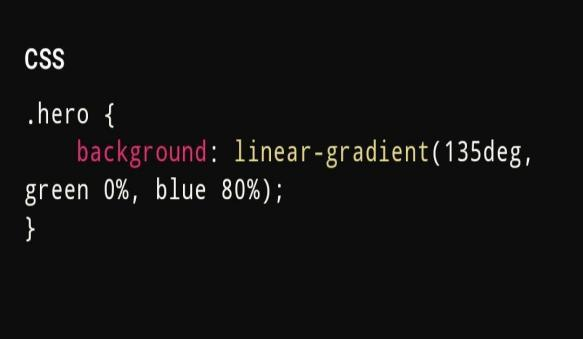 CSS
.hero {
    background: linear-gradient(135deg,
green 0%, blue 80%);
}